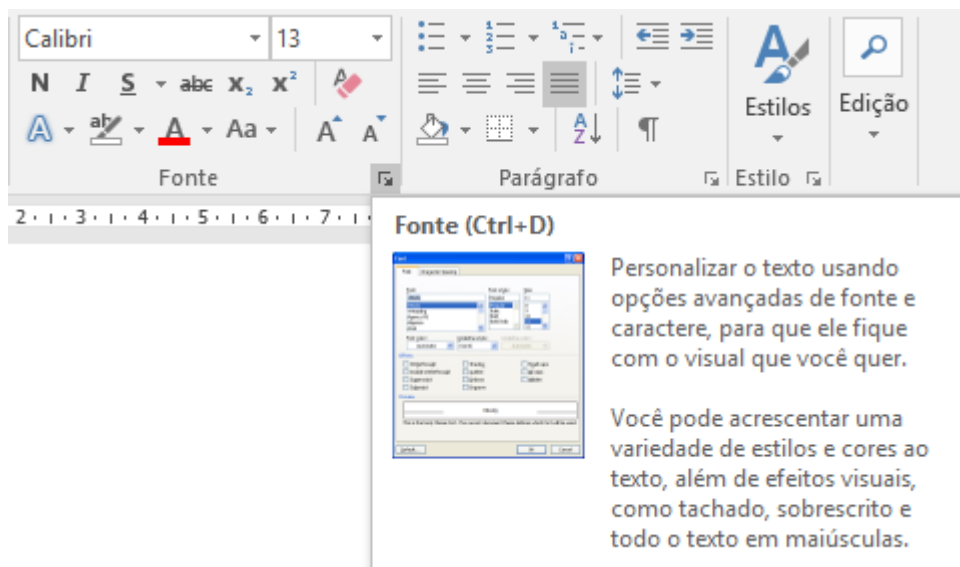 Calibri 13
N I S abc X₂ X²
A aby A Aa A A
A Z ¶
Estilos
Edição
Fonte
Parágrafo
Estilo
2 · ı · 3 · ı · 4 · ı · 5 · ı · 6 · ı · 7 · ı ·
Fonte (Ctrl+D)
Personalizar o texto usando
opções avançadas de fonte e
caractere, para que ele fique
com o visual que você quer.
Você pode acrescentar uma
variedade de estilos e cores ao
texto, além de efeitos visuais,
como tachado, sobrescrito e
todo o texto em maiúsculas.